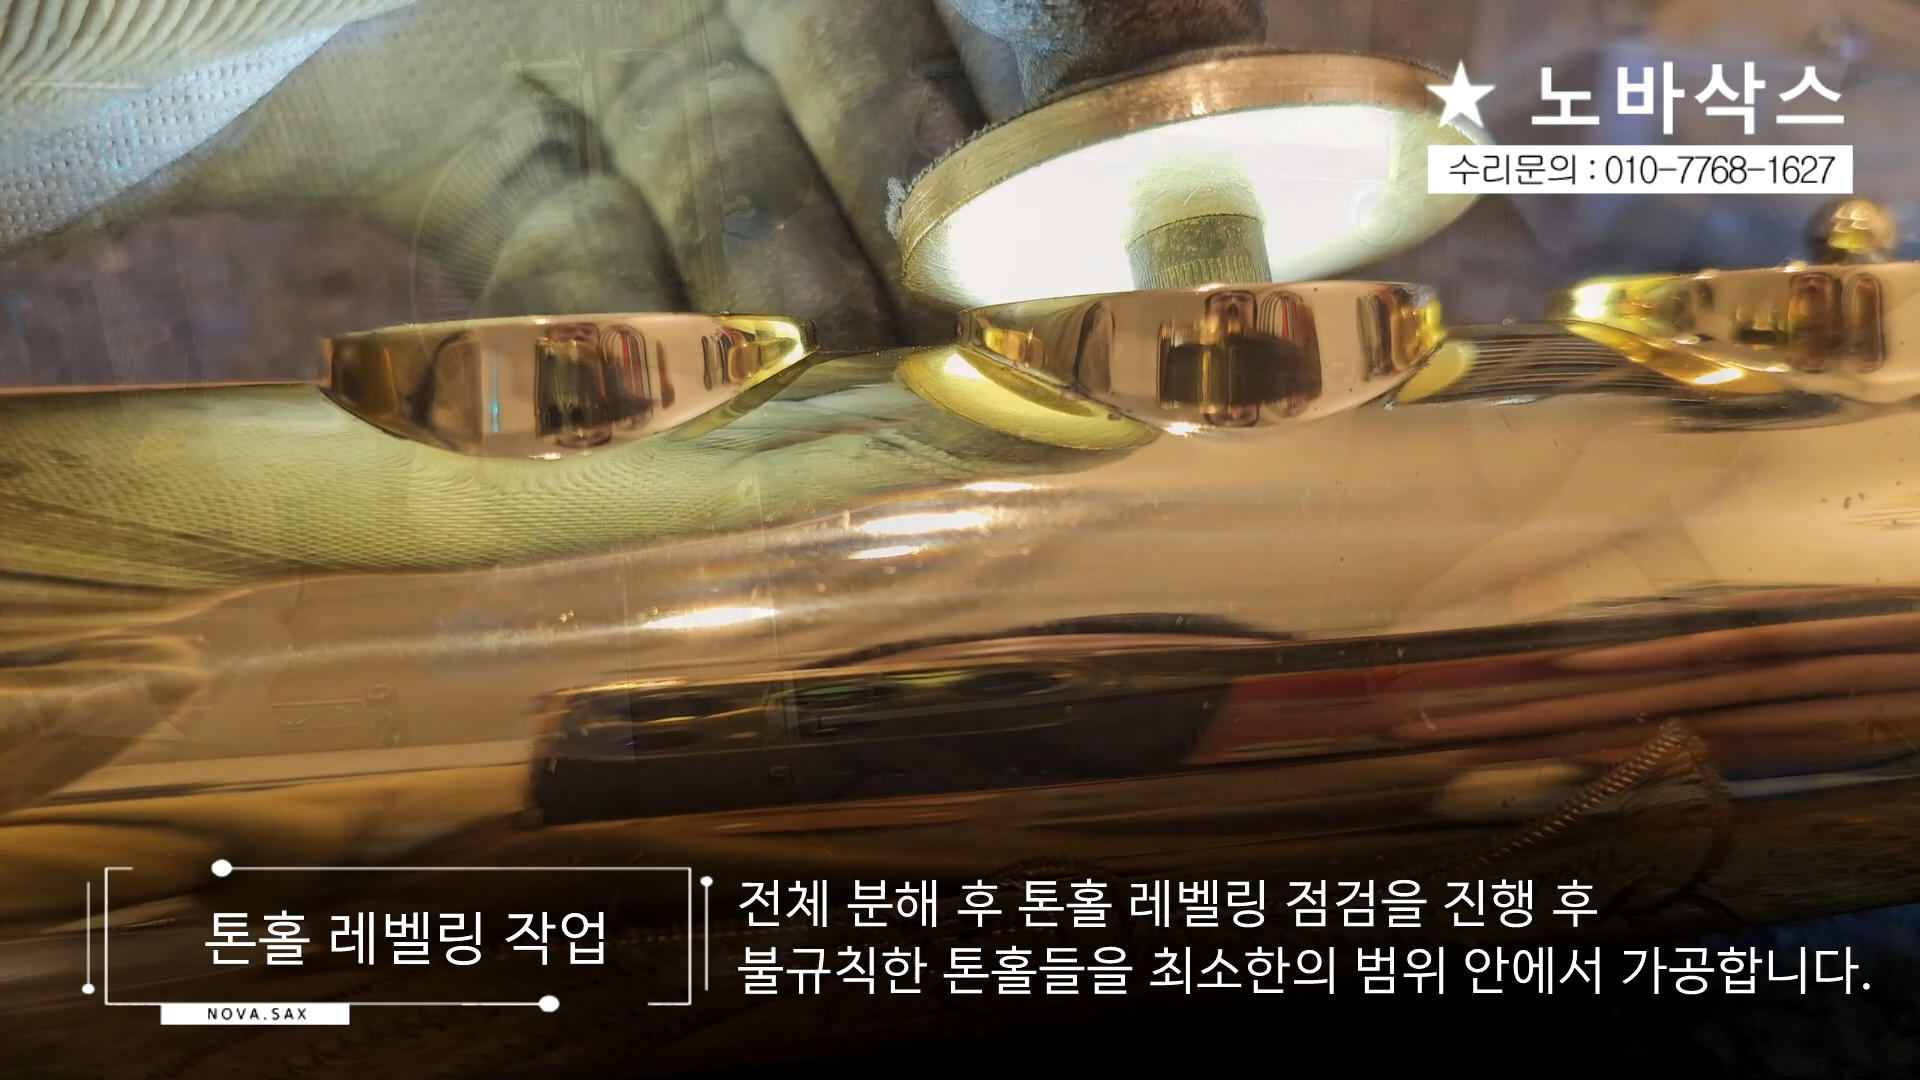 ★ 노바삭스
수리문의 : 010-7768-1627
톤홀 레벨링 작업
NOVA.SAX
전체 분해 후 톤홀 레벨링 점검을 진행 후
불규칙한 톤홀들을 최소한의 범위 안에서 가공합니다.